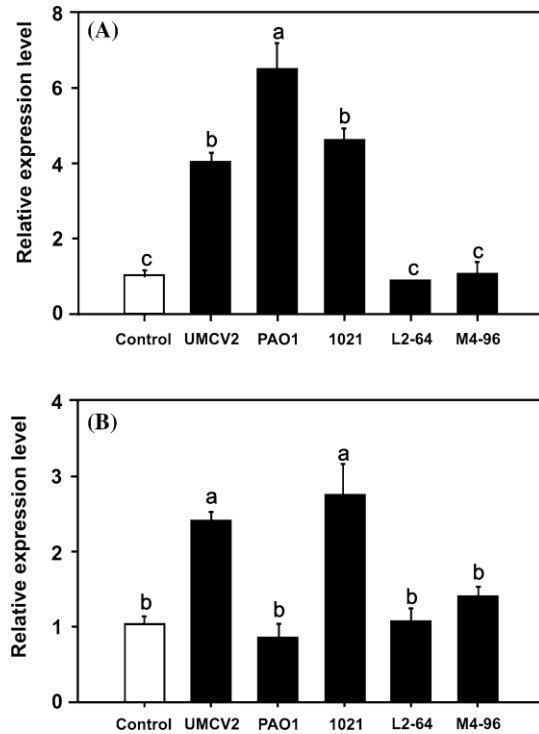 (A)
Relative expression level
8
6
4
2
0
c
b
a
b
c
c
Control UMCV2 PAO1 1021 L2-64 M4-96
(B)
Relative expression level
4
3
2
1
0
b
a
b
a
b
b
Control UMCV2 PAO1 1021 L2-64 M4-96